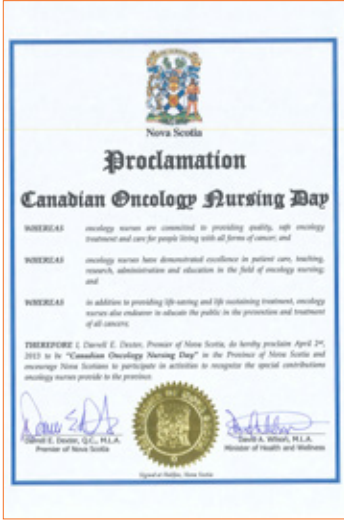 Nova Scotia
Proclamation
Canadian Oncology Nursing Day
WHEREAS oncology nurses are committed to providing quality, safe oncology
treatment and care for people living with all forms of cancer; and
WHEREAS oncology nurses have demonstrated excellence in patient care, teaching,
research, administration and education in the field of oncology nursing;
and
WHEREAS in addition to providing life-saving and life sustaining treatment, oncology
nurses also endeavor to educate the public in the prevention and treatment
of all cancers;
THEREFORE I, Darrell E. Dexter, Premier of Nova Scotia, do hereby proclaim April 2nd,
2013 to be "Canadian Oncology Nursing Day" in the Province of Nova Scotia and
encourage Nova Scotians to participate in activities to recognize the special contributions
oncology nurses provide to the province.
Darrell E. Dexter, Q.C., M.L.A.
Premier of Nova Scotia
David A. Wilson, M.L.A.
Minister of Health and Wellness
Signed at Halifax, Nova Scotia